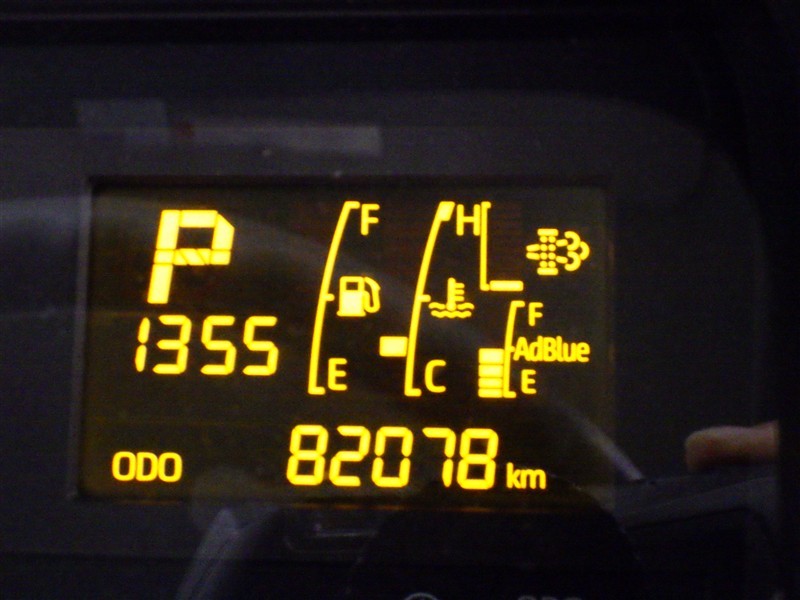 P
F
H
1355
F
AdBlue
E
C
E
ODO 82078 km